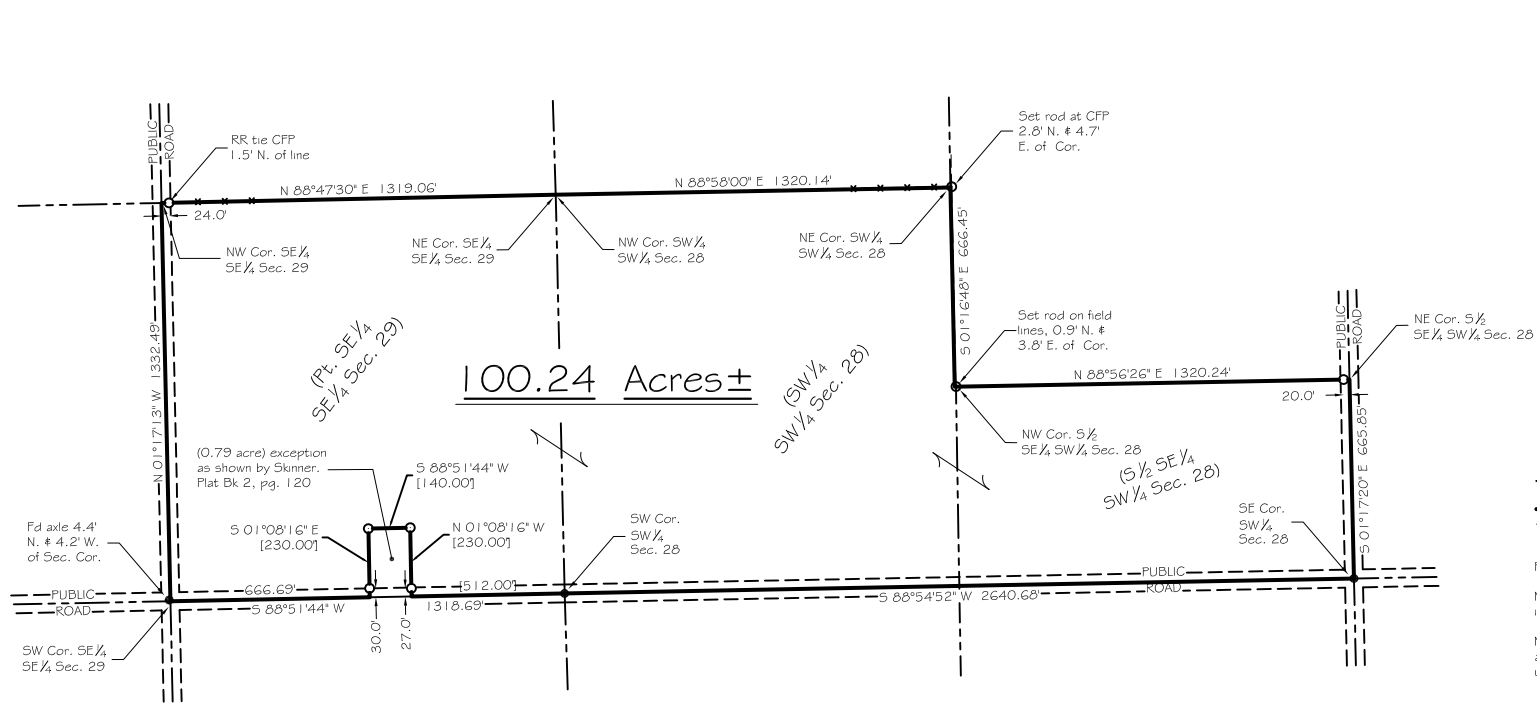 Set rod at CFP
2.8' N. & 4.7'
E. of Cor.
PUBLIC
ROAD
RR tie CFP
1.5' N. of line
N 88°47'30" E 1319.06'
N 88°58'00" E 1320.14'
24.0'
NW Cor. SE¼
SE¼ Sec. 29
NE Cor. SE¼
SE¼ Sec. 29
NW Cor. SW¼
SW¼ Sec. 28
NE Cor. SW¼
SW¼ Sec. 28
S 01°16'48" E 666.45'
N 01°17'13" W 1332.49'
(Pt. SE¼
SE¼ Sec. 29)
100.24 Acres±
(SW¼
SW¼ Sec. 28)
Set rod on field
lines, 0.9' N. &
3.8' E. of Cor.
PUBLIC
ROAD
NE Cor. S½
SE¼ SW¼ Sec. 28
N 88°56'26" E 1320.24'
20.0'
NW Cor. S½
SE¼ SW¼ Sec. 28
(S½ SE¼
SW¼ Sec. 28)
S 01°17'20" E 665.85'
(0.79 acre) exception
as shown by Skinner.
Plat Bk 2, pg. 120
S 88°51'44" W
[140.00']
S 01°08'16" E
[230.00']
N 01°08'16" W
[230.00']
SW Cor.
SW¼
Sec. 28
SE Cor.
SW¼
Sec. 28
Fd axle 4.4'
N. & 4.2' W.
of Sec. Cor.
PUBLIC
ROAD
666.69'
[512.00']
S 88°51'44" W
1318.69'
30.0'
27.0'
S 88°54'52" W 2640.68'
PUBLIC
ROAD
SW Cor. SE¼
SE¼ Sec. 29